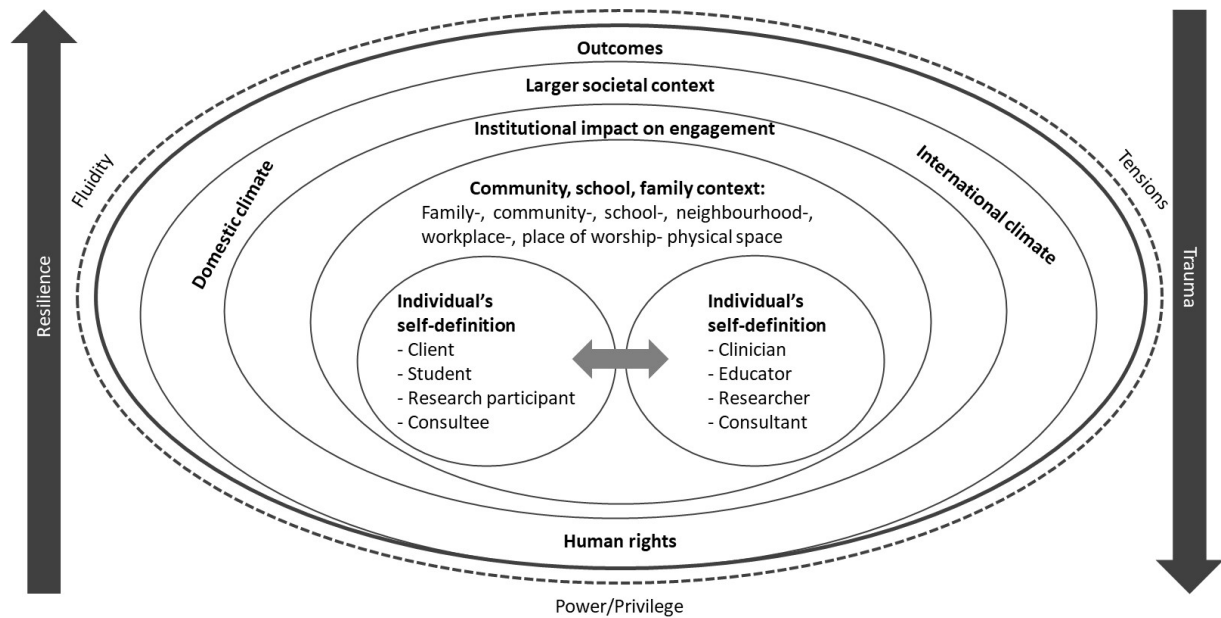 Outcomes
Larger societal context
Institutional impact on engagement
Fluidity
Domestic climate
International climate
Tensions
Community, school, family context:
Family-, community-, school-, neighbourhood-,
workplace-, place of worship- physical space
Resilience
Trauma
Individual's
self-definition
- Client
- Student
- Research participant
- Consultee
Individual's
self-definition
- Clinician
- Educator
- Researcher
- Consultant
Human rights
Power/Privilege